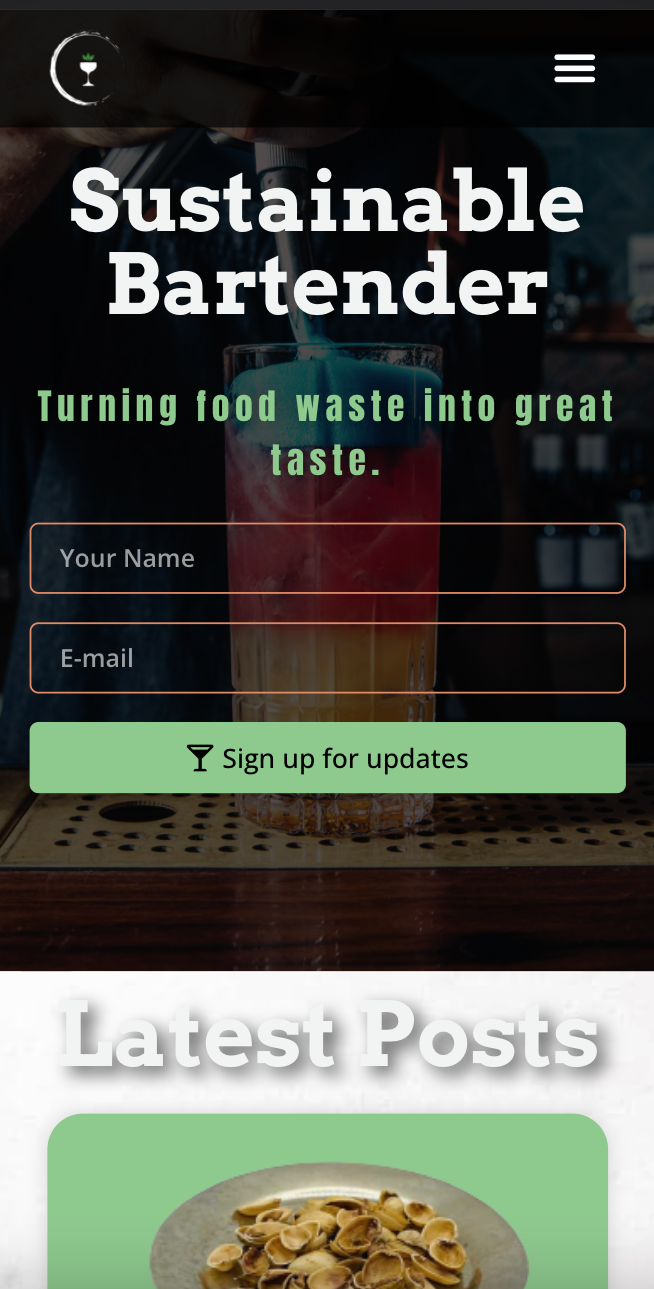 Sustainable
Bartender
Turning food waste into great
taste.
Your Name
E-mail
Sign up for updates
Latest Posts